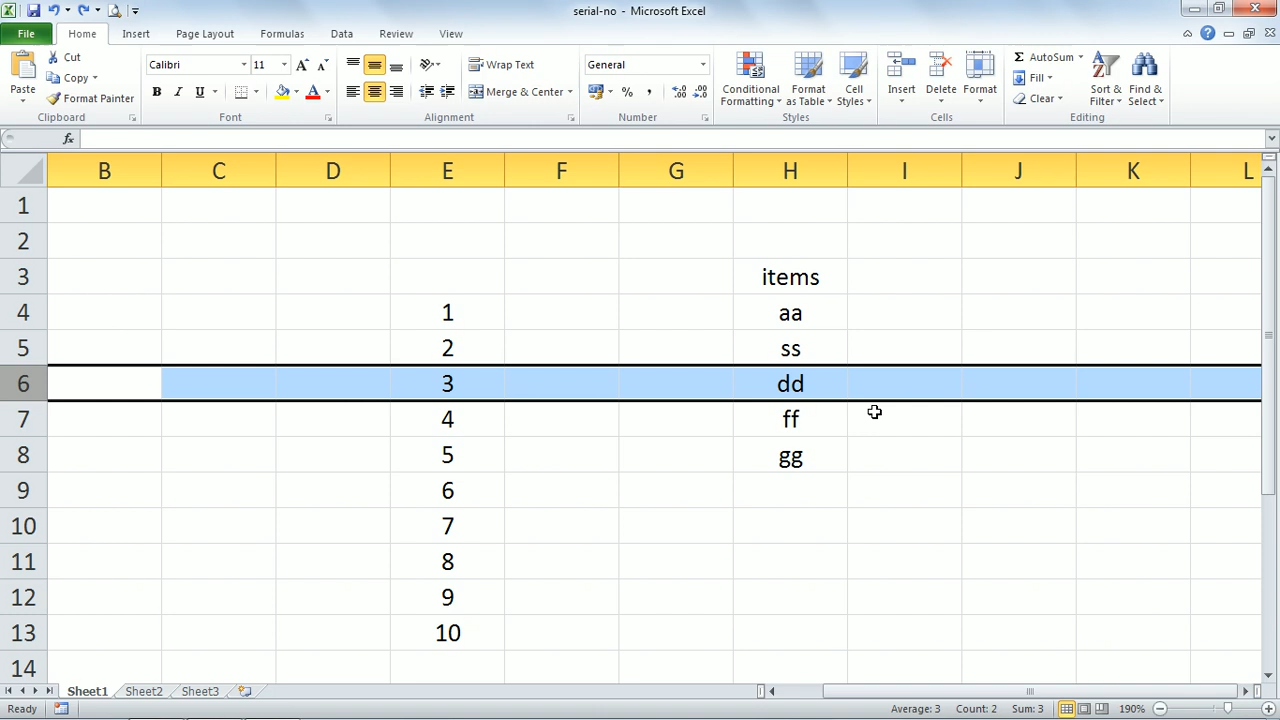 serial-no - Microsoft Excel
File Home Insert Page Layout Formulas Data Review View
Paste
Cut
Copy
Format Painter
Clipboard
Calibri 11
B I U
Font
Wrap Text
Merge & Center
Alignment
General
%
Number
Conditional Formatting
Format as Table
Cell Styles
Styles
Insert
Delete
Format
Cells
AutoSum
Fill
Clear
Sort & Filter
Find & Select
Editing
fx
B C D E F G H I J K L
1
2
3 items
4 1 aa
5 2 ss
6 3 dd
7 4 ff
8 5 gg
9 6
10 7
11 8
12 9
13 10
14
Sheet1 Sheet2 Sheet3
Ready Average: 3 Count: 2 Sum: 3 190%